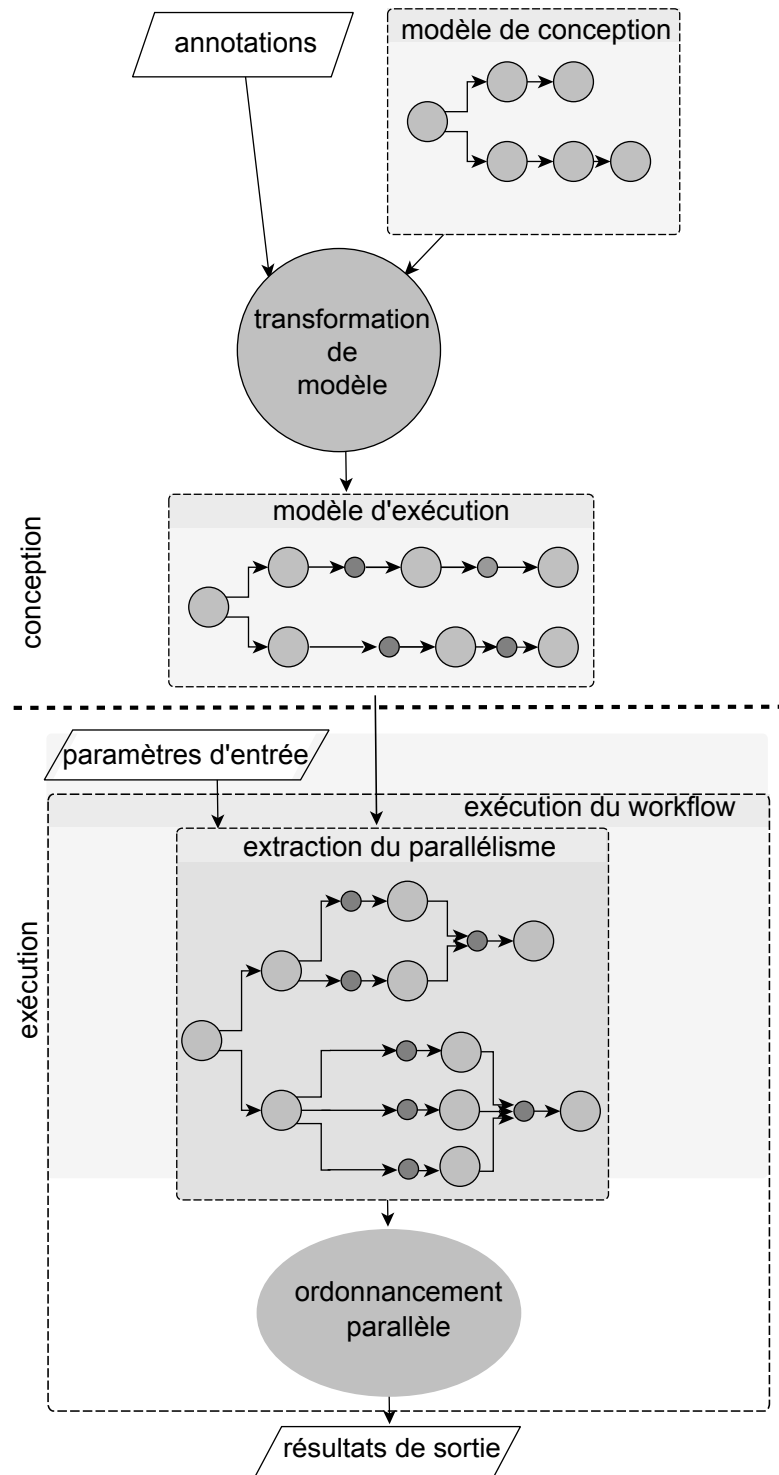 annotations
modèle de conception
transformation
de
modèle
conception
modèle d'exécution
paramètres d'entrée
exécution du workflow
extraction du parallélisme
exécution
ordonnancement
parallèle
résultats de sortie